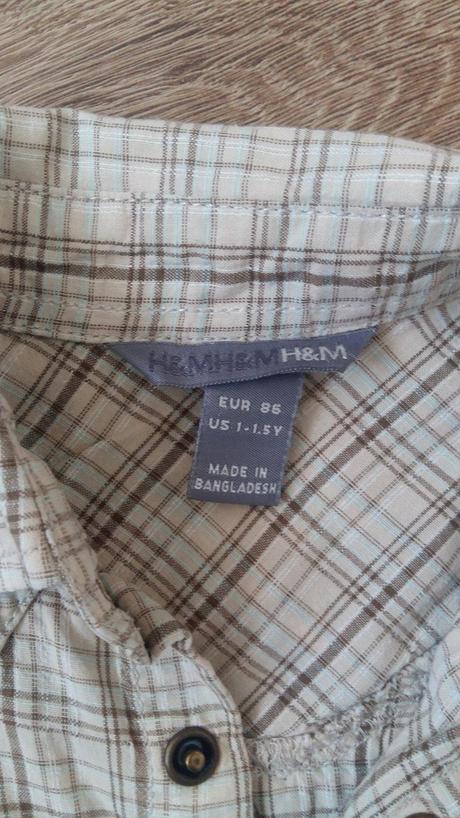 H&MH&MH&M
EUR 86
US 1-1.5Y
MADE IN
BANGLADESH